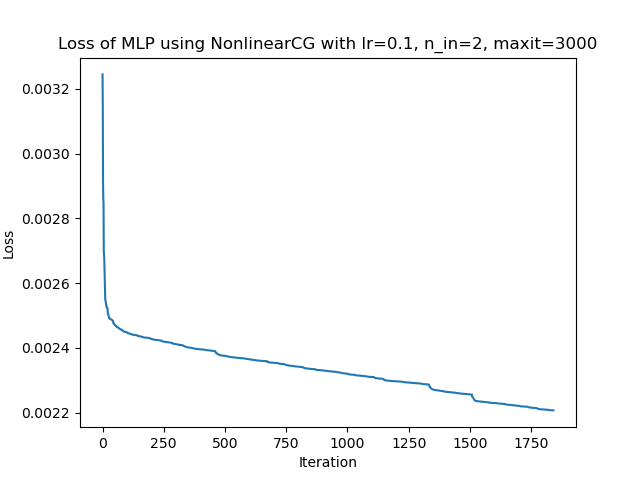 Loss of MLP using NonlinearCG with lr=0.1, n_in=2, maxit=3000
0.0032
0.0030
0.0028
0.0026
0.0024
0.0022
Loss
0 250 500 750 1000 1250 1500 1750
Iteration